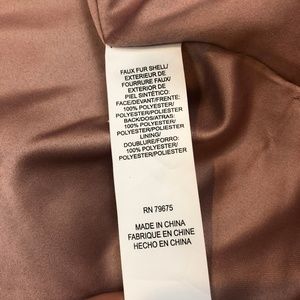 FAUX FUR SHELL/
EXTERIEUR DE
FOURRURE FAUX/
EXTERIOR DE
PIEL SINTÉTICO:
FACE/DEVANT/FRENTE:
100% POLYESTER/
POLYESTER/POLIESTER
BACK/DOS/ATRAS:
100% POLYESTER/
POLYESTER/POLIESTER
LINING/
DOUBLURE/FORRO:
100% POLYESTER/
POLYESTER/POLIESTER
RN 79675
MADE IN CHINA
FABRIQUE EN CHINE
HECHO EN CHINA